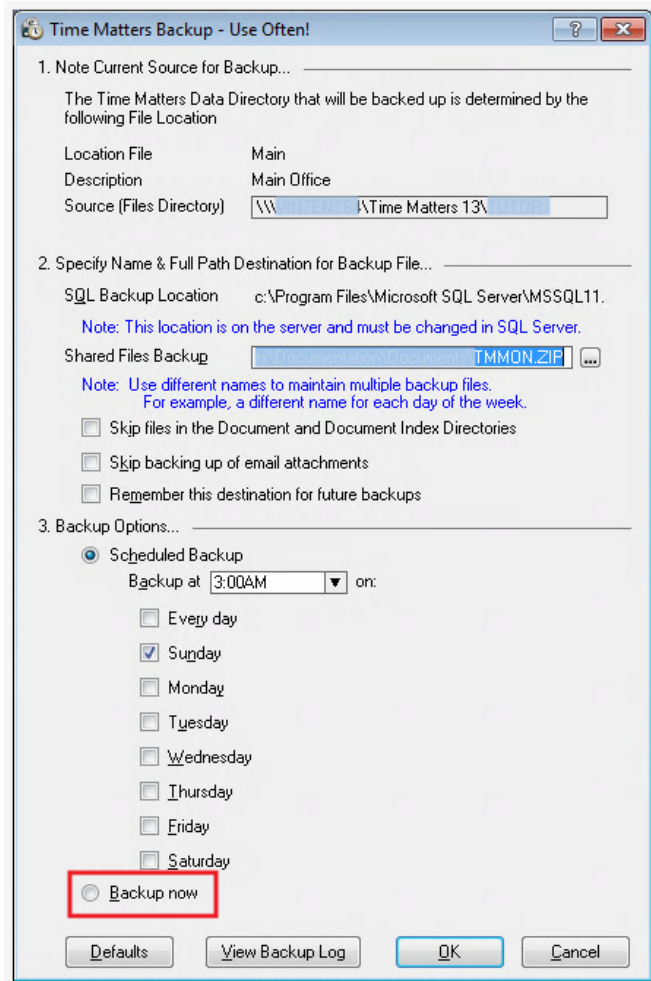 Time Matters Backup - Use Often!
1. Note Current Source for Backup...
The Time Matters Data Directory that will be backed up is determined by the
following File Location
Location File Main
Description Main Office
Source (Files Directory) \\\WIN7ENT64\Time Matters 13\TUTOR
2. Specify Name & Full Path Destination for Backup File...
SQL Backup Location c:\Program Files\Microsoft SQL Server\MSSQL11.
Note: This location is on the server and must be changed in SQL Server.
Shared Files Backup rs\Documentation\Documents\TMMON.ZIP ...
Note: Use different names to maintain multiple backup files.
For example, a different name for each day of the week.
Skip files in the Document and Document Index Directories
Skip backing up of email attachments
Remember this destination for future backups
3. Backup Options...
Scheduled Backup
Backup at 3:00AM on:
Every day
Sunday
Monday
Tuesday
Wednesday
Thursday
Friday
Saturday
Backup now
Defaults View Backup Log OK Cancel